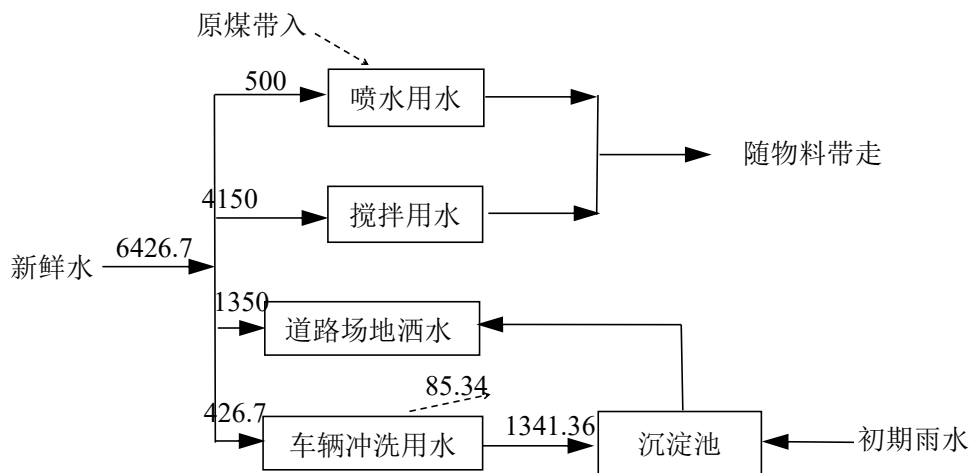 原煤带入
500
喷水用水
随物料带走
4150
搅拌用水
6426.7
新鲜水
1350
道路场地洒水
85.34
426.7
车辆冲洗用水
1341.36
沉淀池
初期雨水